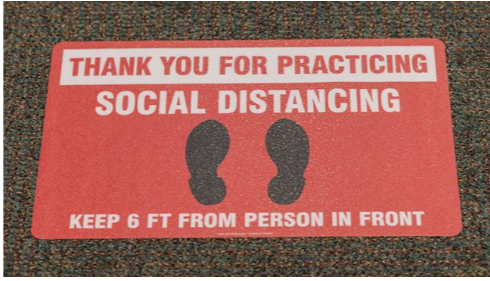 THANK YOU FOR PRACTICING
SOCIAL DISTANCING
KEEP 6 FT FROM PERSON IN FRONT